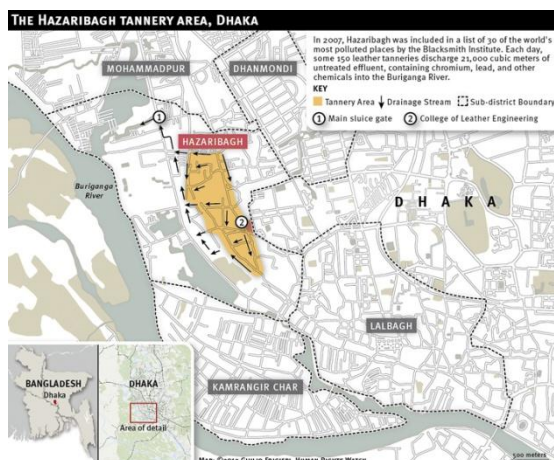 THE HAZARIBAGH TANNERY AREA, DHAKA
In 2007, Hazaribagh was included in a list of 30 of the world's
most polluted places by the Blacksmith Institute. Each day,
some 150 leather tanneries discharge 21,000 cubic meters of
untreated effluent, containing chromium, lead, and other
chemicals into the Buriganga River.
KEY
Tannery Area
Drainage Stream
Sub-district Boundary
1 Main sluice gate
2 College of Leather Engineering
MOHAMMADPUR
DHANMONDI
1
HAZARIBAGH
Buriganga
River
DHAKA
2
LALBAGH
KAMRANGIR CHAR
BANGLADESH
Dhaka
DHAKA
Area of detail
500 meters